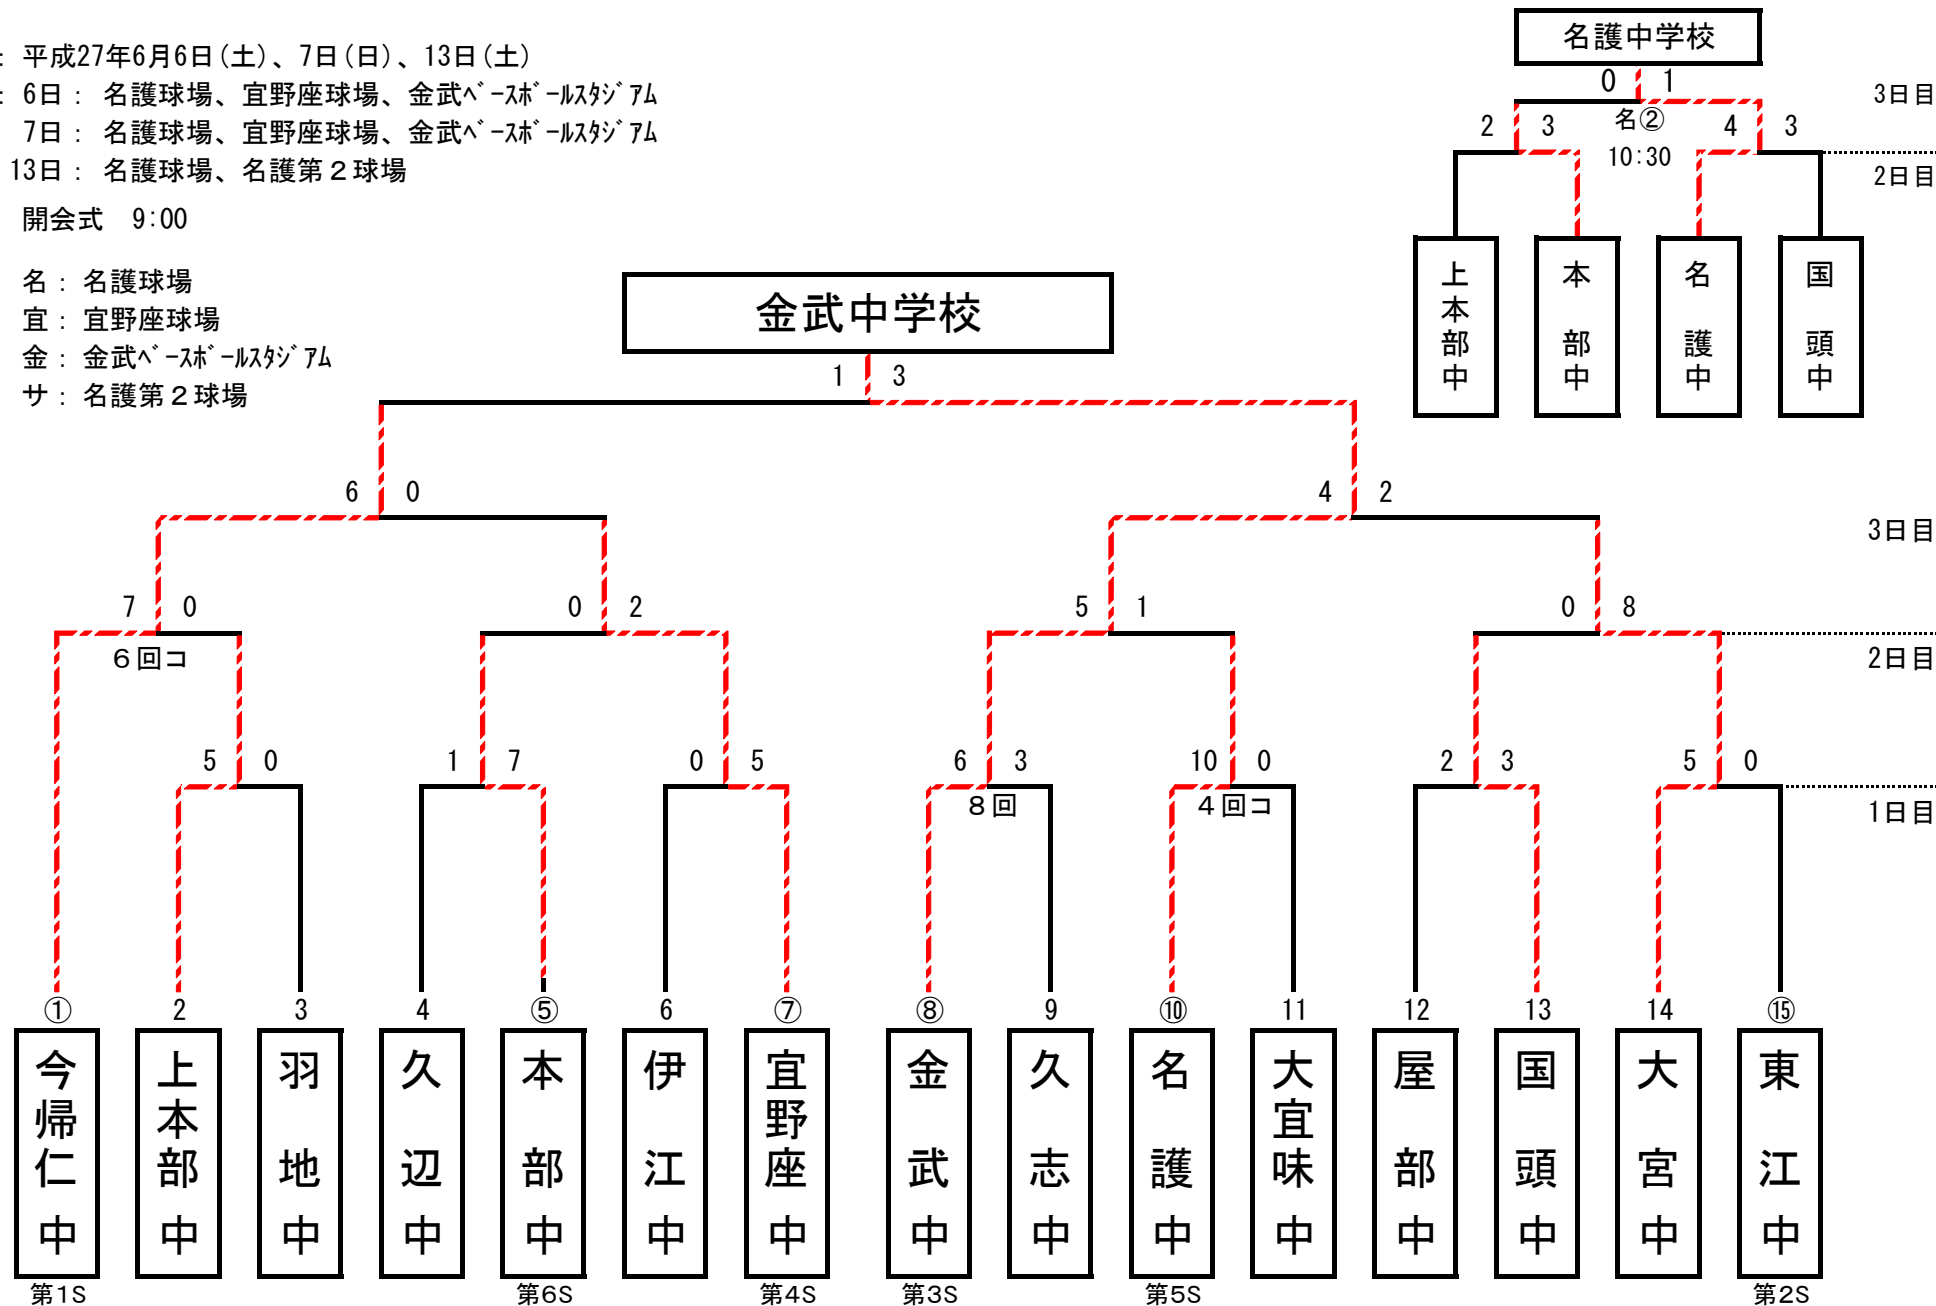 : 平成27年6月6日(土)、7日(日)、13日(土)
: 6日: 名護球場、宜野座球場、金武ﾍﾞｰｽﾎﾞｰﾙｽﾀｼﾞｱﾑ
7日: 名護球場、宜野座球場、金武ﾍﾞｰｽﾎﾞｰﾙｽﾀｼﾞｱﾑ
13日: 名護球場、名護第２球場
開会式 9:00
名: 名護球場
宜: 宜野座球場
金: 金武ﾍﾞｰｽﾎﾞｰﾙｽﾀｼﾞｱﾑ
サ: 名護第２球場
名護中学校
0 1
3日目
2 3 名② 4 3
10:30
2日目
上本部中
本部中
名護中
国頭中
金武中学校
1 3
6 0 4 2
3日目
7 0 0 2 5 1 0 8
６回コ
2日目
5 0 1 7 0 5 6 3 10 0 2 3 5 0
８回 ４回コ
1日目
① 2 3 4 ⑤ 6 ⑦ ⑧ 9 ⑩ 11 12 13 14 ⑮
今帰仁中
上本部中
羽地中
久辺中
本部中
伊江中
宜野座中
金武中
久志中
名護中
大宜味中
屋部中
国頭中
大宮中
東江中
第1S 第6S 第4S 第3S 第5S 第2S